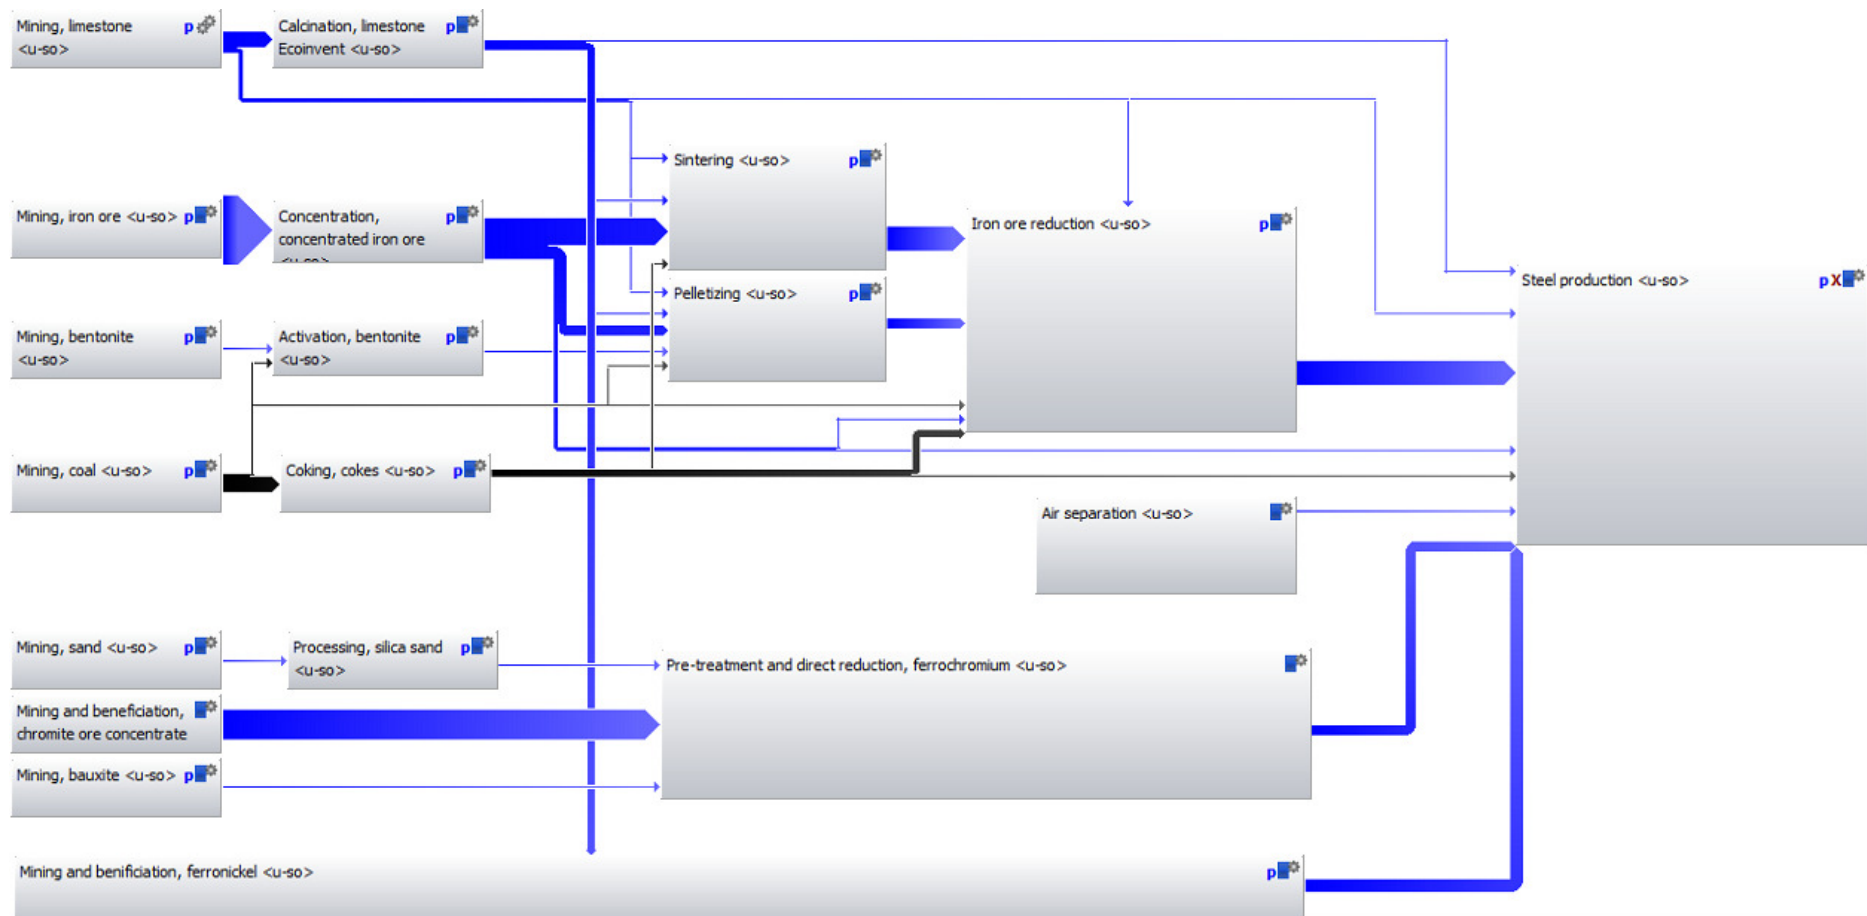 Mining, limestone
<u-so>
p
Calcination, limestone
Ecoinvent <u-so>
p
Sintering <u-so>
p
Mining, iron ore <u-so>
p
Concentration,
concentrated iron ore
<u-so>
p
Iron ore reduction <u-so>
p
Steel production <u-so>
p X
Pelletizing <u-so>
p
Mining, bentonite
<u-so>
p
Activation, bentonite
<u-so>
p
Mining, coal <u-so>
p
Coking, cokes <u-so>
p
Air separation <u-so>
Mining, sand <u-so>
p
Processing, silica sand
<u-so>
p
Pre-treatment and direct reduction, ferrochromium <u-so>
Mining and beneficiation,
chromite ore concentrate
Mining, bauxite <u-so>
p
Mining and benificiation, ferronickel <u-so>
p